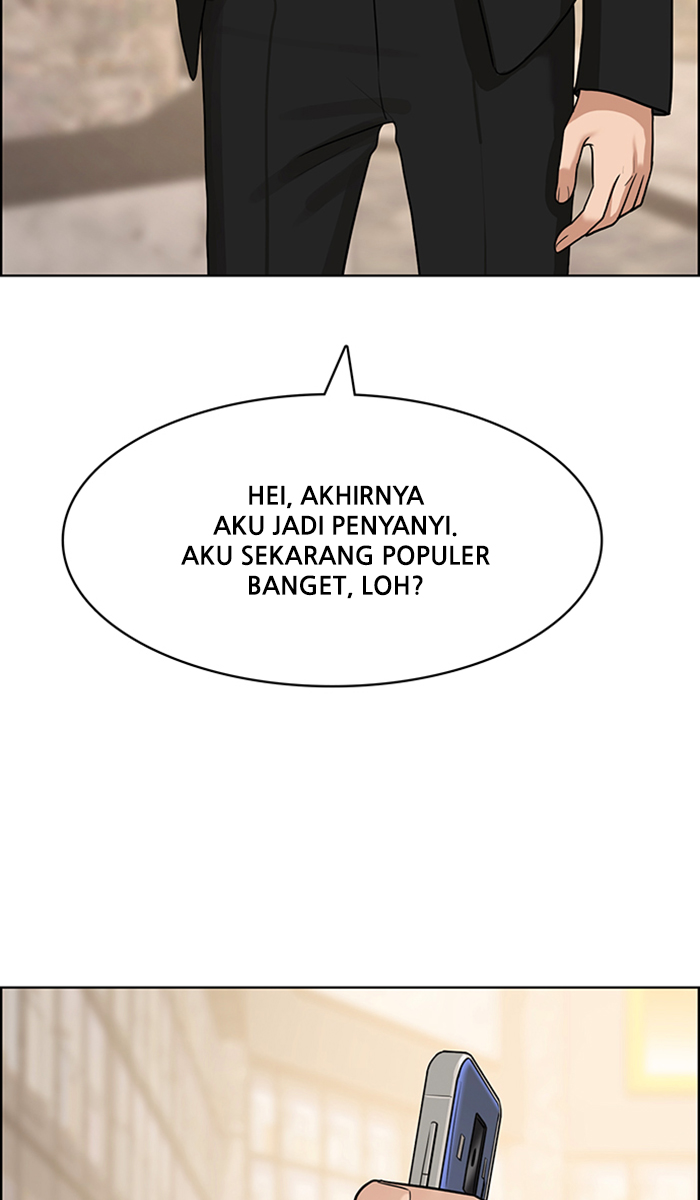 HEI, AKHIRNYA
AKU JADI PENYANYI.
AKU SEKARANG POPULER
BANGET, LOH?